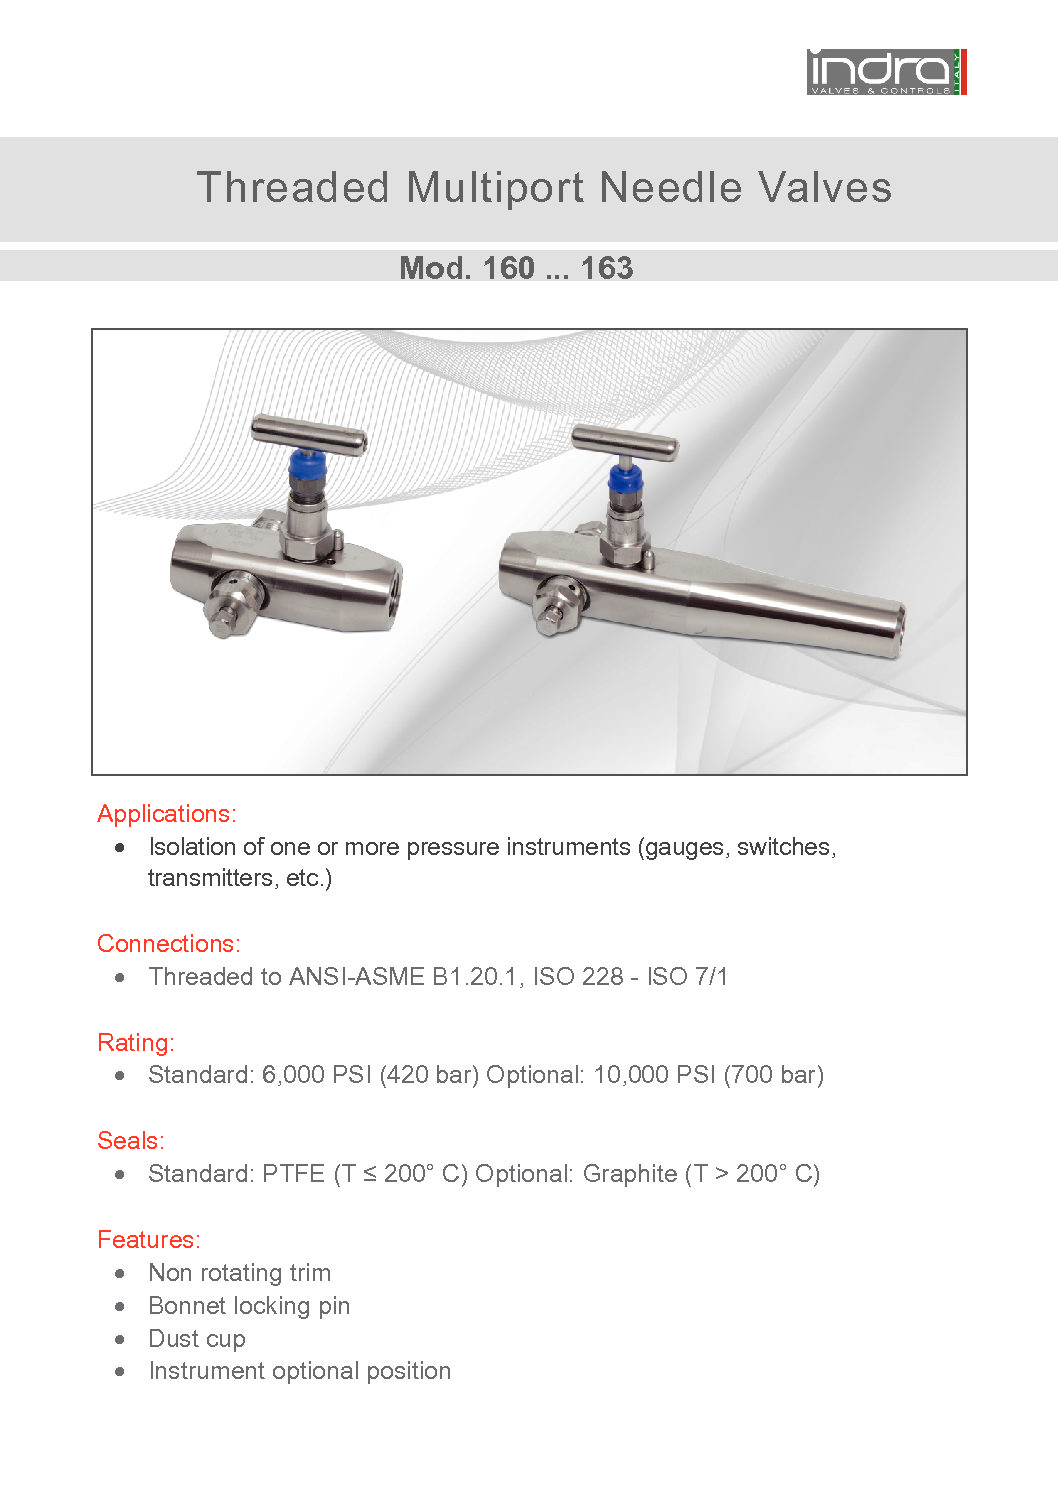 indra
VALVES & CONTROLS
ITALY
Threaded Multiport Needle Valves
Mod. 160 ... 163
Applications:
• Isolation of one or more pressure instruments (gauges, switches,
transmitters, etc.)
Connections:
• Threaded to ANSI-ASME B1.20.1, ISO 228 - ISO 7/1
Rating:
• Standard: 6,000 PSI (420 bar) Optional: 10,000 PSI (700 bar)
Seals:
• Standard: PTFE (T ≤ 200° C) Optional: Graphite (T > 200° C)
Features:
• Non rotating trim
• Bonnet locking pin
• Dust cup
• Instrument optional position